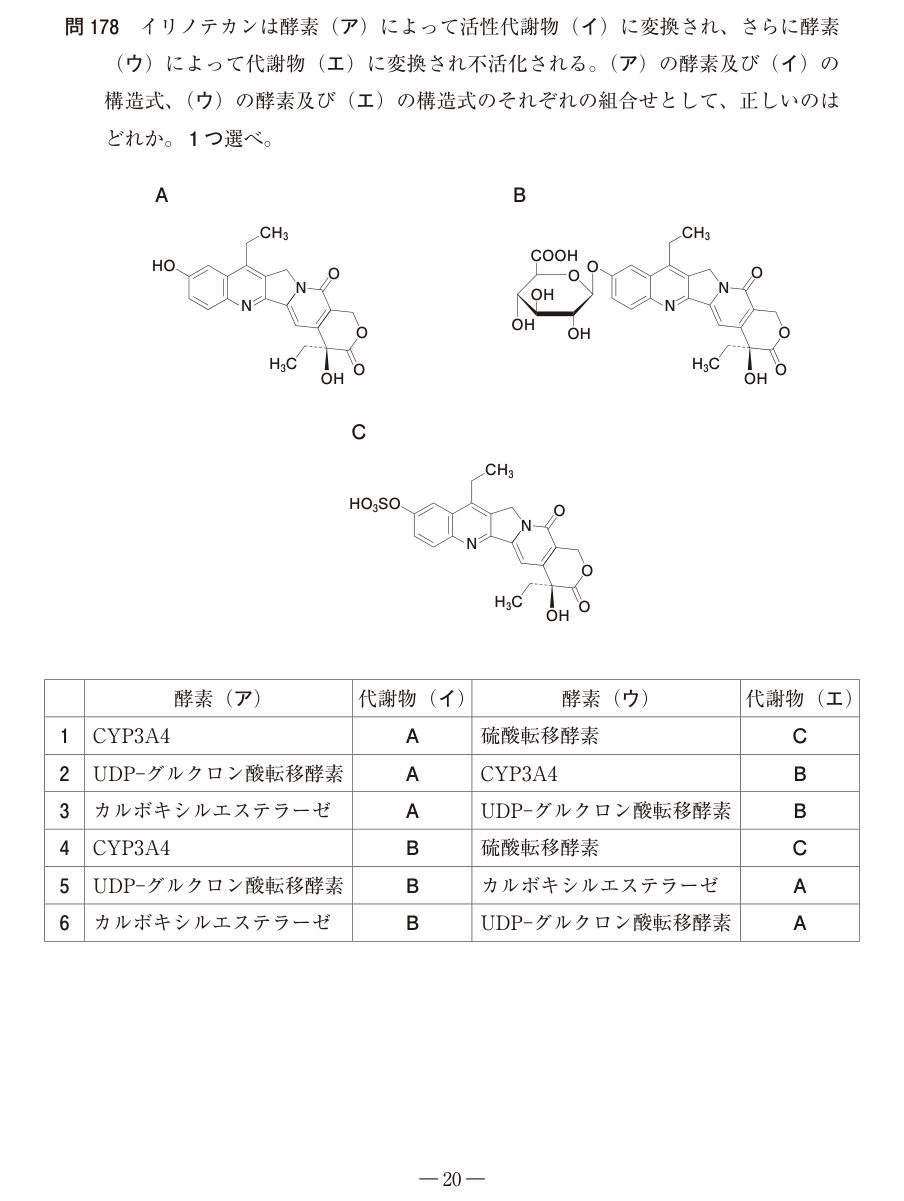 問 178　イリノテカンは酵素（ア）によって活性代謝物（イ）に変換され、さらに酵素
（ウ）によって代謝物（エ）に変換され不活化される。（ア）の酵素及び（イ）の
構造式、（ウ）の酵素及び（エ）の構造式のそれぞれの組合せとして、正しいのは
どれか。1つ選べ。
A
CH3
HO
N
O
N
O
H3C
O
OH
B
CH3
COOH
O
O
OH
OH
OH
N
O
N
O
H3C
O
OH
C
CH3
HO3SO
N
O
N
O
H3C
O
OH
酵素（ア） 代謝物（イ） 酵素（ウ） 代謝物（エ）
1 CYP3A4 A 硫酸転移酵素 C
2 UDP-グルクロン酸転移酵素 A CYP3A4 B
3 カルボキシルエステラーゼ A UDP-グルクロン酸転移酵素 B
4 CYP3A4 B 硫酸転移酵素 C
5 UDP-グルクロン酸転移酵素 B カルボキシルエステラーゼ A
6 カルボキシルエステラーゼ B UDP-グルクロン酸転移酵素 A
— 20 —